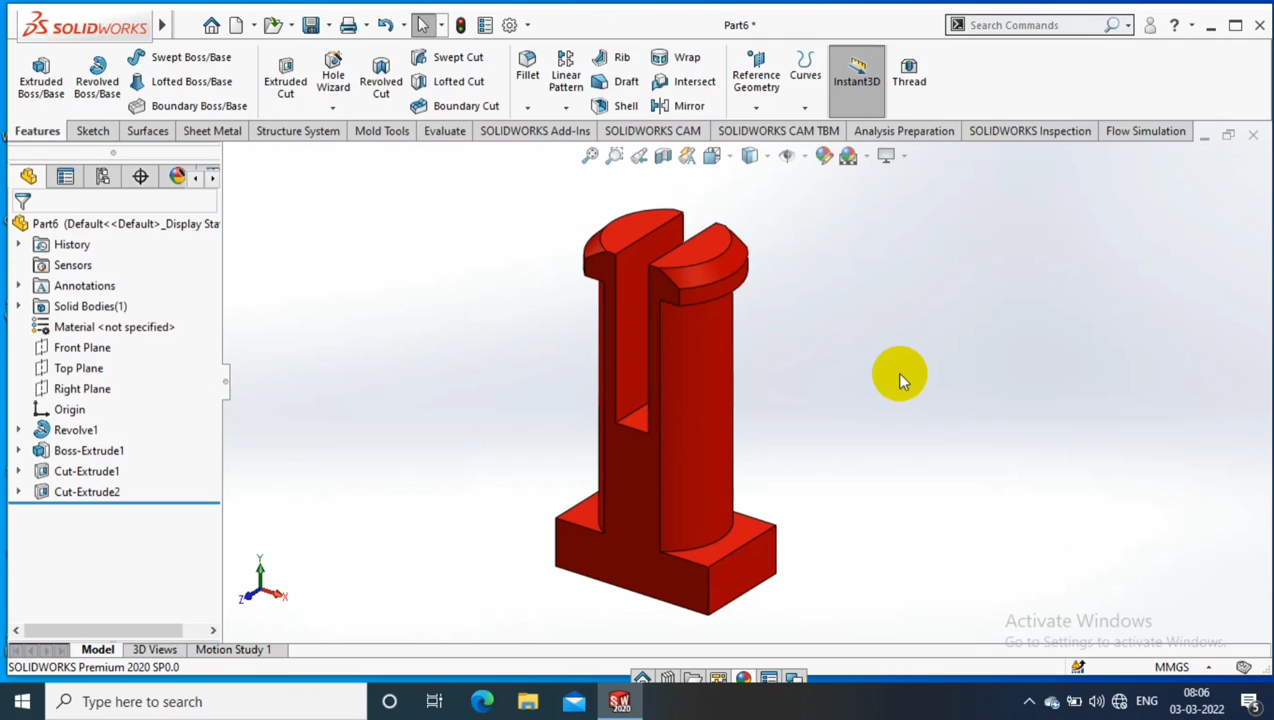 SOLIDWORKS
Part6 *
Search Commands
?
Extruded Boss/Base
Revolved Boss/Base
Swept Boss/Base
Lofted Boss/Base
Boundary Boss/Base
Extruded Cut
Hole Wizard
Revolved Cut
Swept Cut
Lofted Cut
Boundary Cut
Fillet
Linear Pattern
Rib
Draft
Shell
Wrap
Intersect
Mirror
Reference Geometry
Curves
Instant3D
Thread
Features Sketch Surfaces Sheet Metal Structure System Mold Tools Evaluate SOLIDWORKS Add-Ins SOLIDWORKS CAM SOLIDWORKS CAM TBM Analysis Preparation SOLIDWORKS Inspection Flow Simulation
Part6 (Default<<Default>_Display Sta
History
Sensors
Annotations
Solid Bodies(1)
Material <not specified>
Front Plane
Top Plane
Right Plane
Origin
Revolve1
Boss-Extrude1
Cut-Extrude1
Cut-Extrude2
Y
Z
X
Activate Windows
Go to Settings to activate Windows.
Model 3D Views Motion Study 1
SOLIDWORKS Premium 2020 SP0.0
MMGS
Type here to search
SW
2020
ENG
08:06
03-03-2022
5